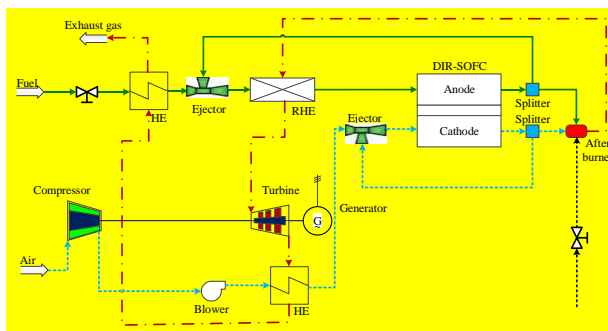 Exhaust gas
DIR-SOFC
Fuel
Anode
HE
Ejector
RHE
Splitter
Ejector
Splitter
Cathode
After
burner
Compressor
Turbine
Generator
G
~
Air
Blower
HE